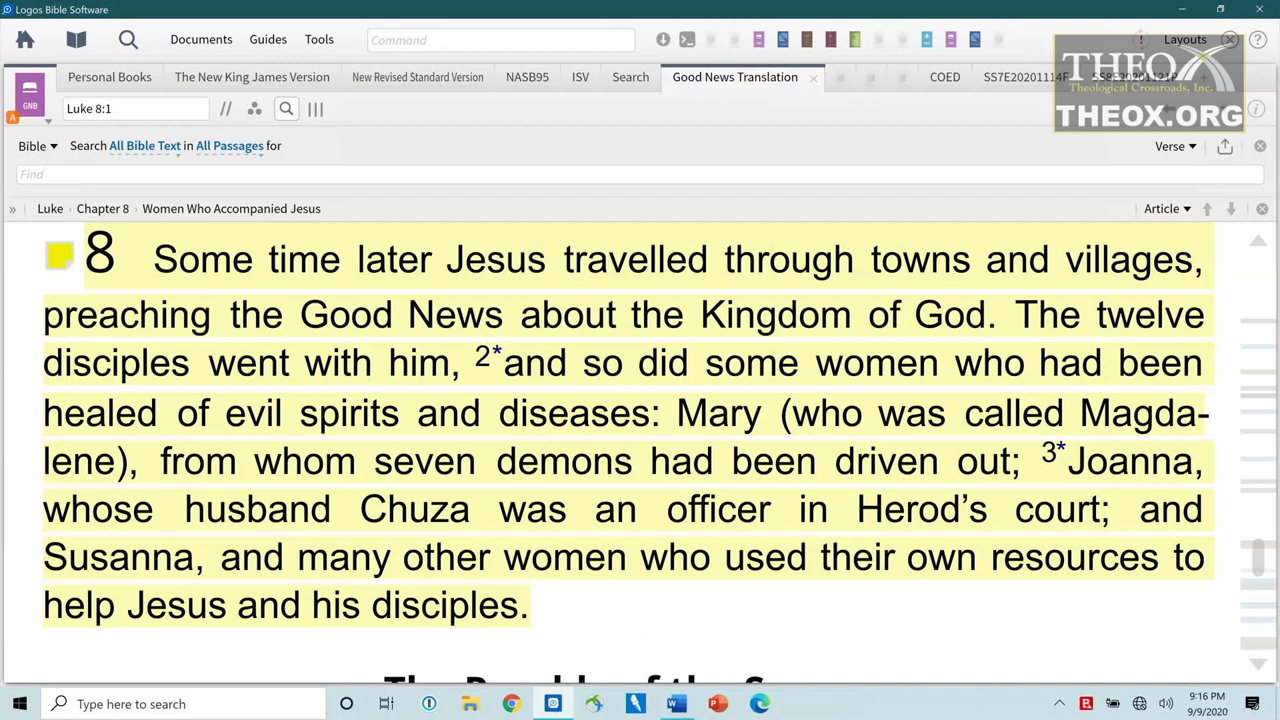 Logos Bible Software
Documents Guides Tools Command Layouts
THEOX
Theological Crossroads, Inc.
THEOX.ORG
Personal Books The New King James Version New Revised Standard Version NASB95 ISV Search Good News Translation COED SS7E20201114F
GNB
A
Luke 8:1
Bible Search All Bible Text in All Passages for Verse
Find
» Luke Chapter 8 Women Who Accompanied Jesus Article
8 Some time later Jesus travelled through towns and villages,
preaching the Good News about the Kingdom of God. The twelve
disciples went with him, 2*and so did some women who had been
healed of evil spirits and diseases: Mary (who was called Magda-
lene), from whom seven demons had been driven out; 3*Joanna,
whose husband Chuza was an officer in Herod’s court; and
Susanna, and many other women who used their own resources to
help Jesus and his disciples.
Type here to search
9:16 PM
9/9/2020